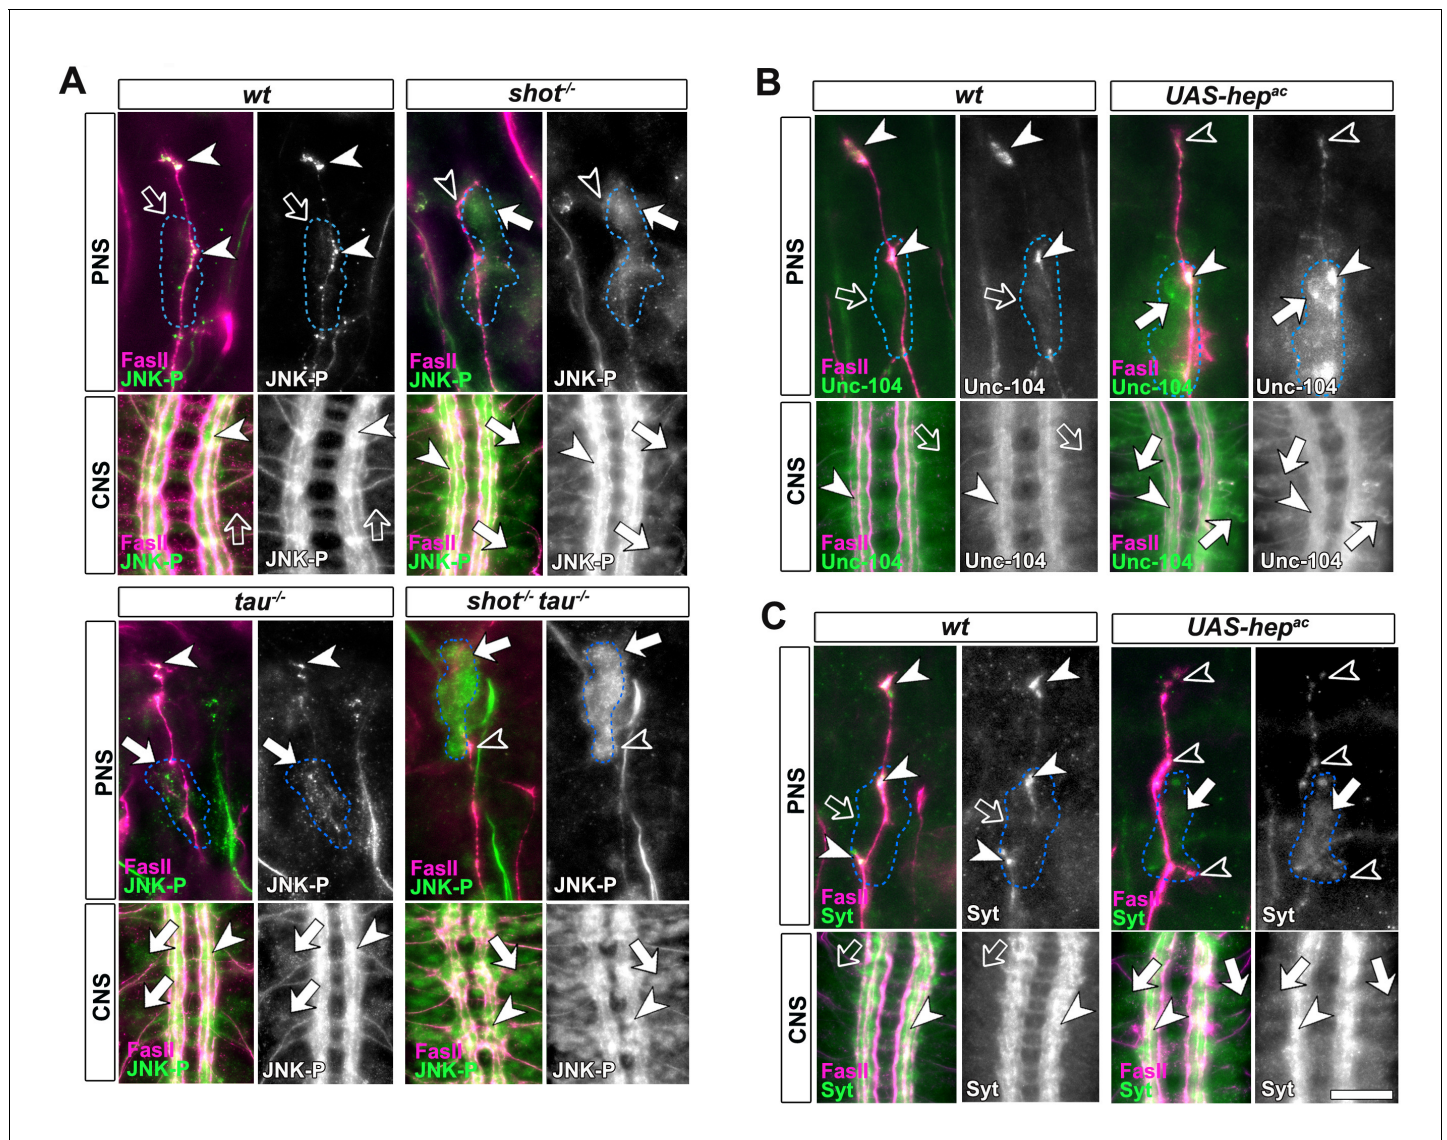 A
wt
shot-/-
PNS
FasII
JNK-P
JNK-P
FasII
JNK-P
JNK-P
CNS
FasII
JNK-P
JNK-P
FasII
JNK-P
JNK-P
tau-/-
shot-/- tau-/-
PNS
FasII
JNK-P
JNK-P
FasII
JNK-P
JNK-P
CNS
FasII
JNK-P
JNK-P
FasII
JNK-P
JNK-P
B
wt
UAS-hepac
PNS
FasII
Unc-104
Unc-104
FasII
Unc-104
Unc-104
CNS
FasII
Unc-104
Unc-104
FasII
Unc-104
Unc-104
C
wt
UAS-hepac
PNS
FasII
Syt
Syt
FasII
Syt
Syt
CNS
FasII
Syt
Syt
FasII
Syt
Syt